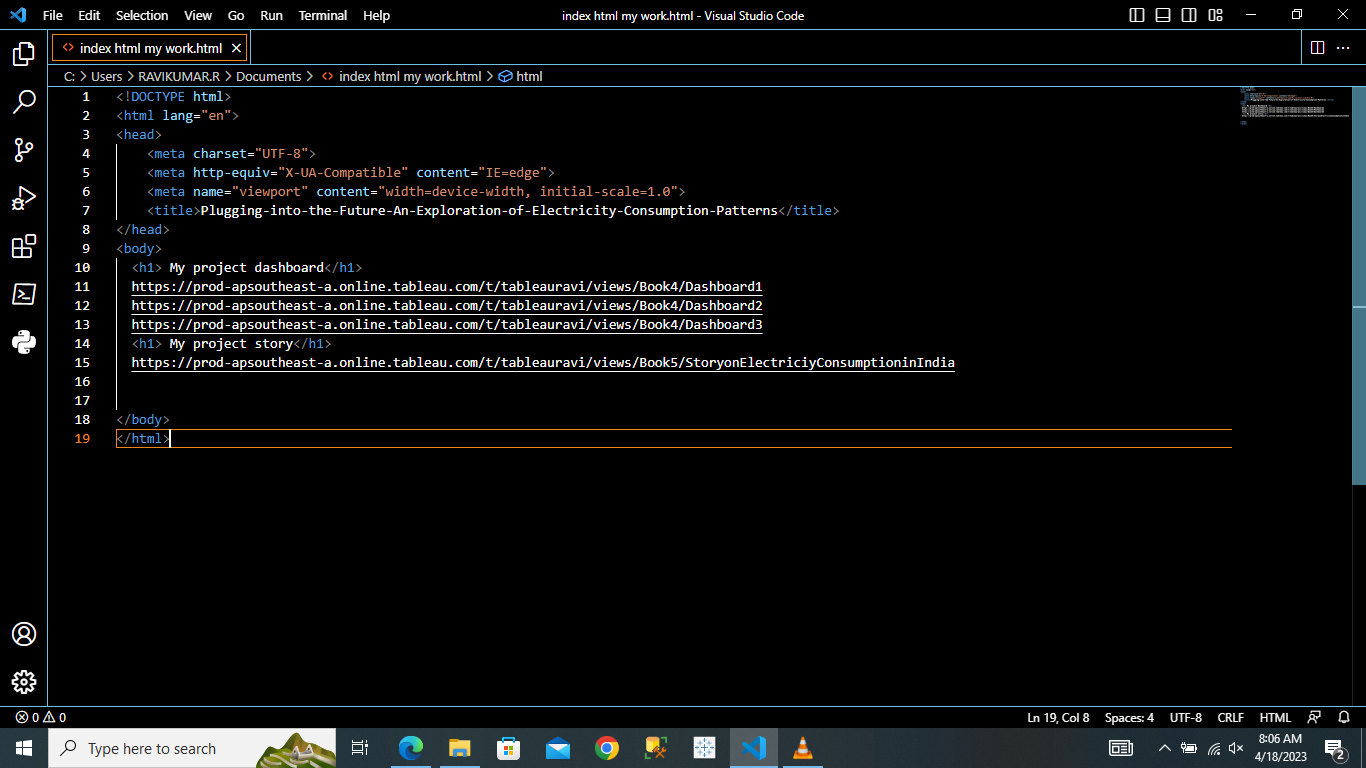 File Edit Selection View Go Run Terminal Help index html my work.html - Visual Studio Code
<> index html my work.html
C: > Users > RAVIKUMAR.R > Documents > <> index html my work.html > html
1 <!DOCTYPE html>
2 <html lang="en">
3 <head>
4 <meta charset="UTF-8">
5 <meta http-equiv="X-UA-Compatible" content="IE=edge">
6 <meta name="viewport" content="width=device-width, initial-scale=1.0">
7 <title>Plugging-into-the-Future-An-Exploration-of-Electricity-Consumption-Patterns</title>
8 </head>
9 <body>
10 <h1> My project dashboard</h1>
11 https://prod-apsoutheast-a.online.tableau.com/t/tableauravi/views/Book4/Dashboard1
12 https://prod-apsoutheast-a.online.tableau.com/t/tableauravi/views/Book4/Dashboard2
13 https://prod-apsoutheast-a.online.tableau.com/t/tableauravi/views/Book4/Dashboard3
14 <h1> My project story</h1>
15 https://prod-apsoutheast-a.online.tableau.com/t/tableauravi/views/Book5/StoryonElectriciyConsumptioninIndia
16
17
18 </body>
19 </html>
0 0 Ln 19, Col 8 Spaces: 4 UTF-8 CRLF HTML
Type here to search
8:06 AM
4/18/2023
2